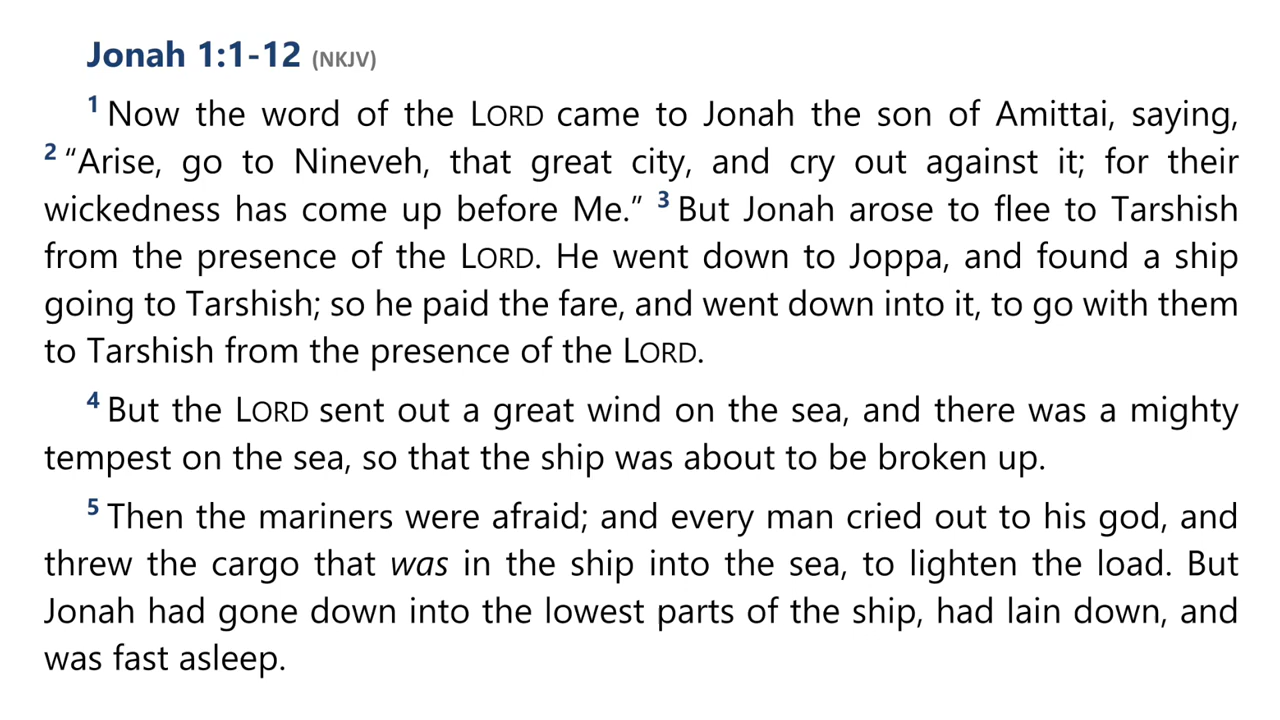 Jonah 1:1-12 (NKJV)
1 Now the word of the LORD came to Jonah the son of Amittai, saying,
2 “Arise, go to Nineveh, that great city, and cry out against it; for their
wickedness has come up before Me.” 3 But Jonah arose to flee to Tarshish
from the presence of the LORD. He went down to Joppa, and found a ship
going to Tarshish; so he paid the fare, and went down into it, to go with them
to Tarshish from the presence of the LORD.
4 But the LORD sent out a great wind on the sea, and there was a mighty
tempest on the sea, so that the ship was about to be broken up.
5 Then the mariners were afraid; and every man cried out to his god, and
threw the cargo that was in the ship into the sea, to lighten the load. But
Jonah had gone down into the lowest parts of the ship, had lain down, and
was fast asleep.